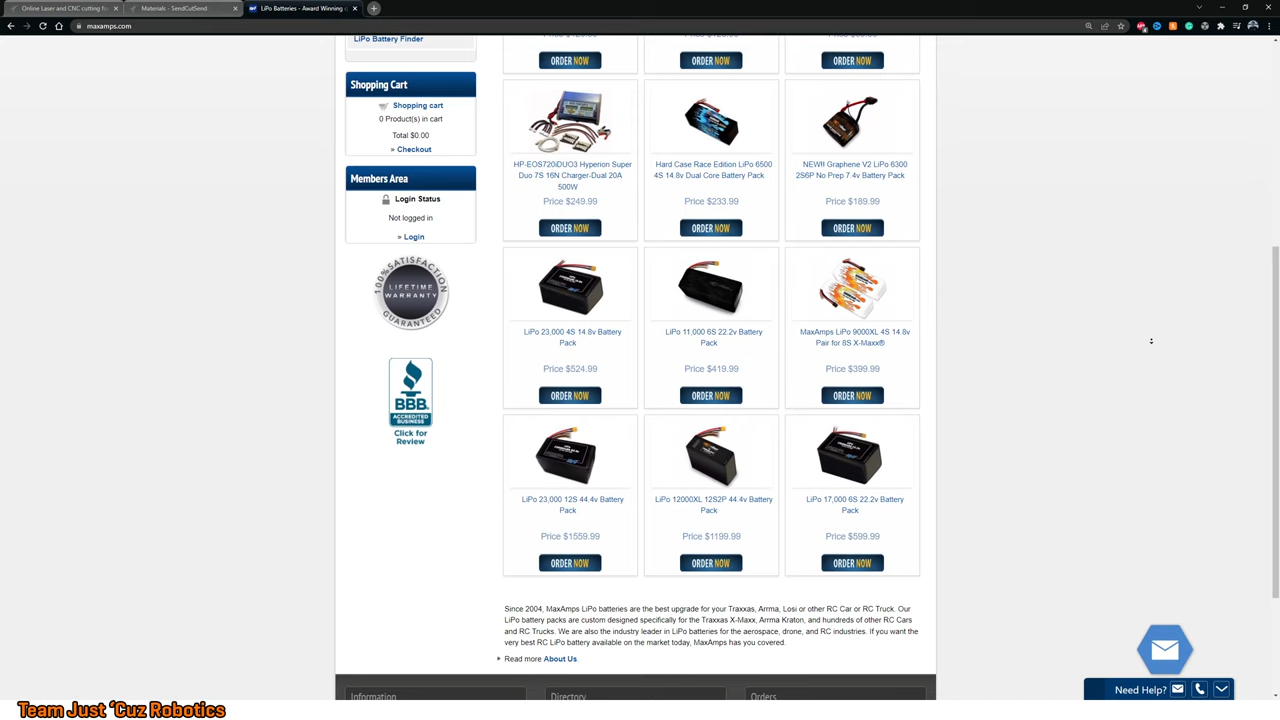 Online Laser and CNC cutting for
Materials - SendCutSend
LiPo Batteries - Award Winning
maxamps.com
LiPo Battery Finder
ORDER NOW
ORDER NOW
ORDER NOW
Shopping Cart
Shopping cart
0 Product(s) in cart
Total $0.00
» Checkout
Members Area
Login Status
Not logged in
» Login
100% SATISFACTION
LIFETIME
WARRANTY
GUARANTEED
BBB
ACCREDITED
BUSINESS
Click for
Review
HP-EOS720iDUO3 Hyperion Super
Duo 7S 16N Charger-Dual 20A
500W
Price $249.99
ORDER NOW
Hard Case Race Edition LiPo 6500
4S 14.8v Dual Core Battery Pack
Price $233.99
ORDER NOW
NEW!! Graphene V2 LiPo 6300
2S6P No Prep 7.4v Battery Pack
Price $189.99
ORDER NOW
LiPo 23,000 4S 14.8v Battery
Pack
Price $524.99
ORDER NOW
LiPo 11,000 6S 22.2v Battery
Pack
Price $419.99
ORDER NOW
MaxAmps LiPo 9000XL 4S 14.8v
Pair for 8S X-Maxx®
Price $399.99
ORDER NOW
LiPo 23,000 12S 44.4v Battery
Pack
Price $1559.99
ORDER NOW
LiPo 12000XL 12S2P 44.4v Battery
Pack
Price $1199.99
ORDER NOW
LiPo 17,000 6S 22.2v Battery
Pack
Price $599.99
ORDER NOW
Since 2004, MaxAmps LiPo batteries are the best upgrade for your Traxxas, Arrma, Losi or other RC Car or RC Truck. Our
LiPo battery packs are custom designed specifically for the Traxxas X-Maxx, Arrma Kraton, and hundreds of other RC Cars
and RC Trucks. We are also the industry leader in LiPo batteries for the aerospace, drone, and RC industries. If you want the
very best RC LiPo battery available on the market today, MaxAmps has you covered.
Read more About Us
Information
Directory
Orders
Need Help?
Team Just 'Cuz Robotics